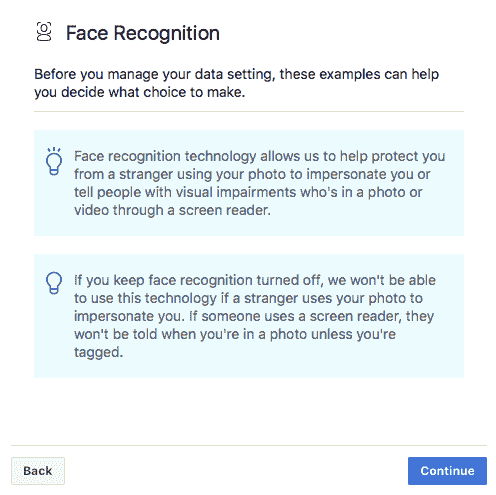 Face Recognition
Before you manage your data setting, these examples can help
you decide what choice to make.
Face recognition technology allows us to help protect you
from a stranger using your photo to impersonate you or
tell people with visual impairments who's in a photo or
video through a screen reader.
If you keep face recognition turned off, we won't be able
to use this technology if a stranger uses your photo to
impersonate you. If someone uses a screen reader, they
won't be told when you're in a photo unless you're
tagged.
Back
Continue